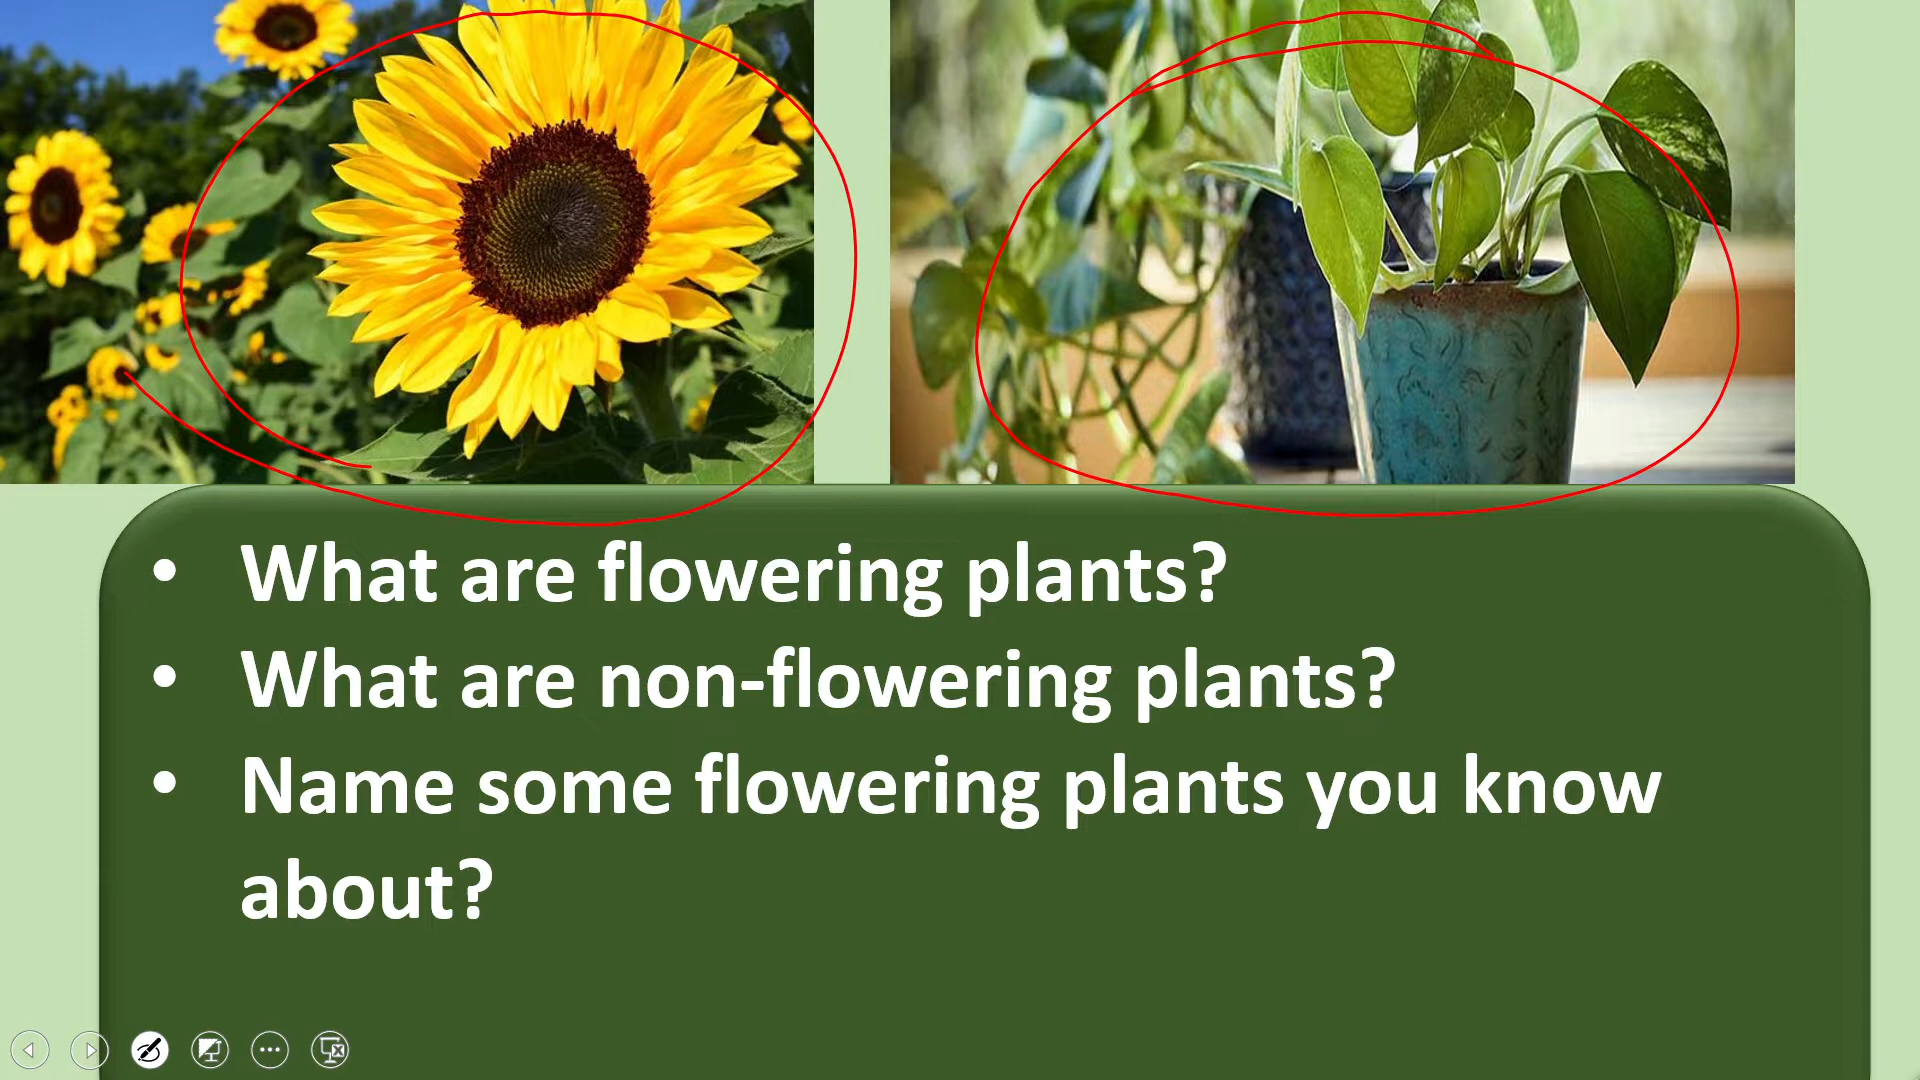 • What are flowering plants?
• What are non-flowering plants?
• Name some flowering plants you know
about?